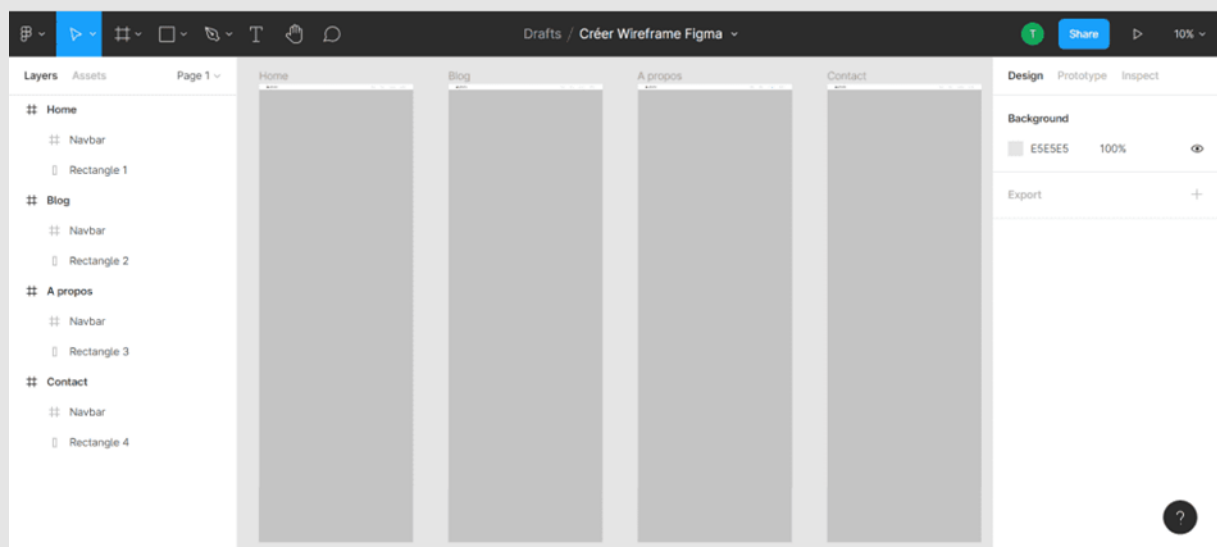 Drafts / Créer Wireframe Figma
T
Share
10%
Layers Assets Page 1
Home
Navbar
Rectangle 1
Blog
Navbar
Rectangle 2
A propos
Navbar
Rectangle 3
Contact
Navbar
Rectangle 4
Home
Blog
A propos
Contact
Design Prototype Inspect
Background
E5E5E5 100%
Export
?